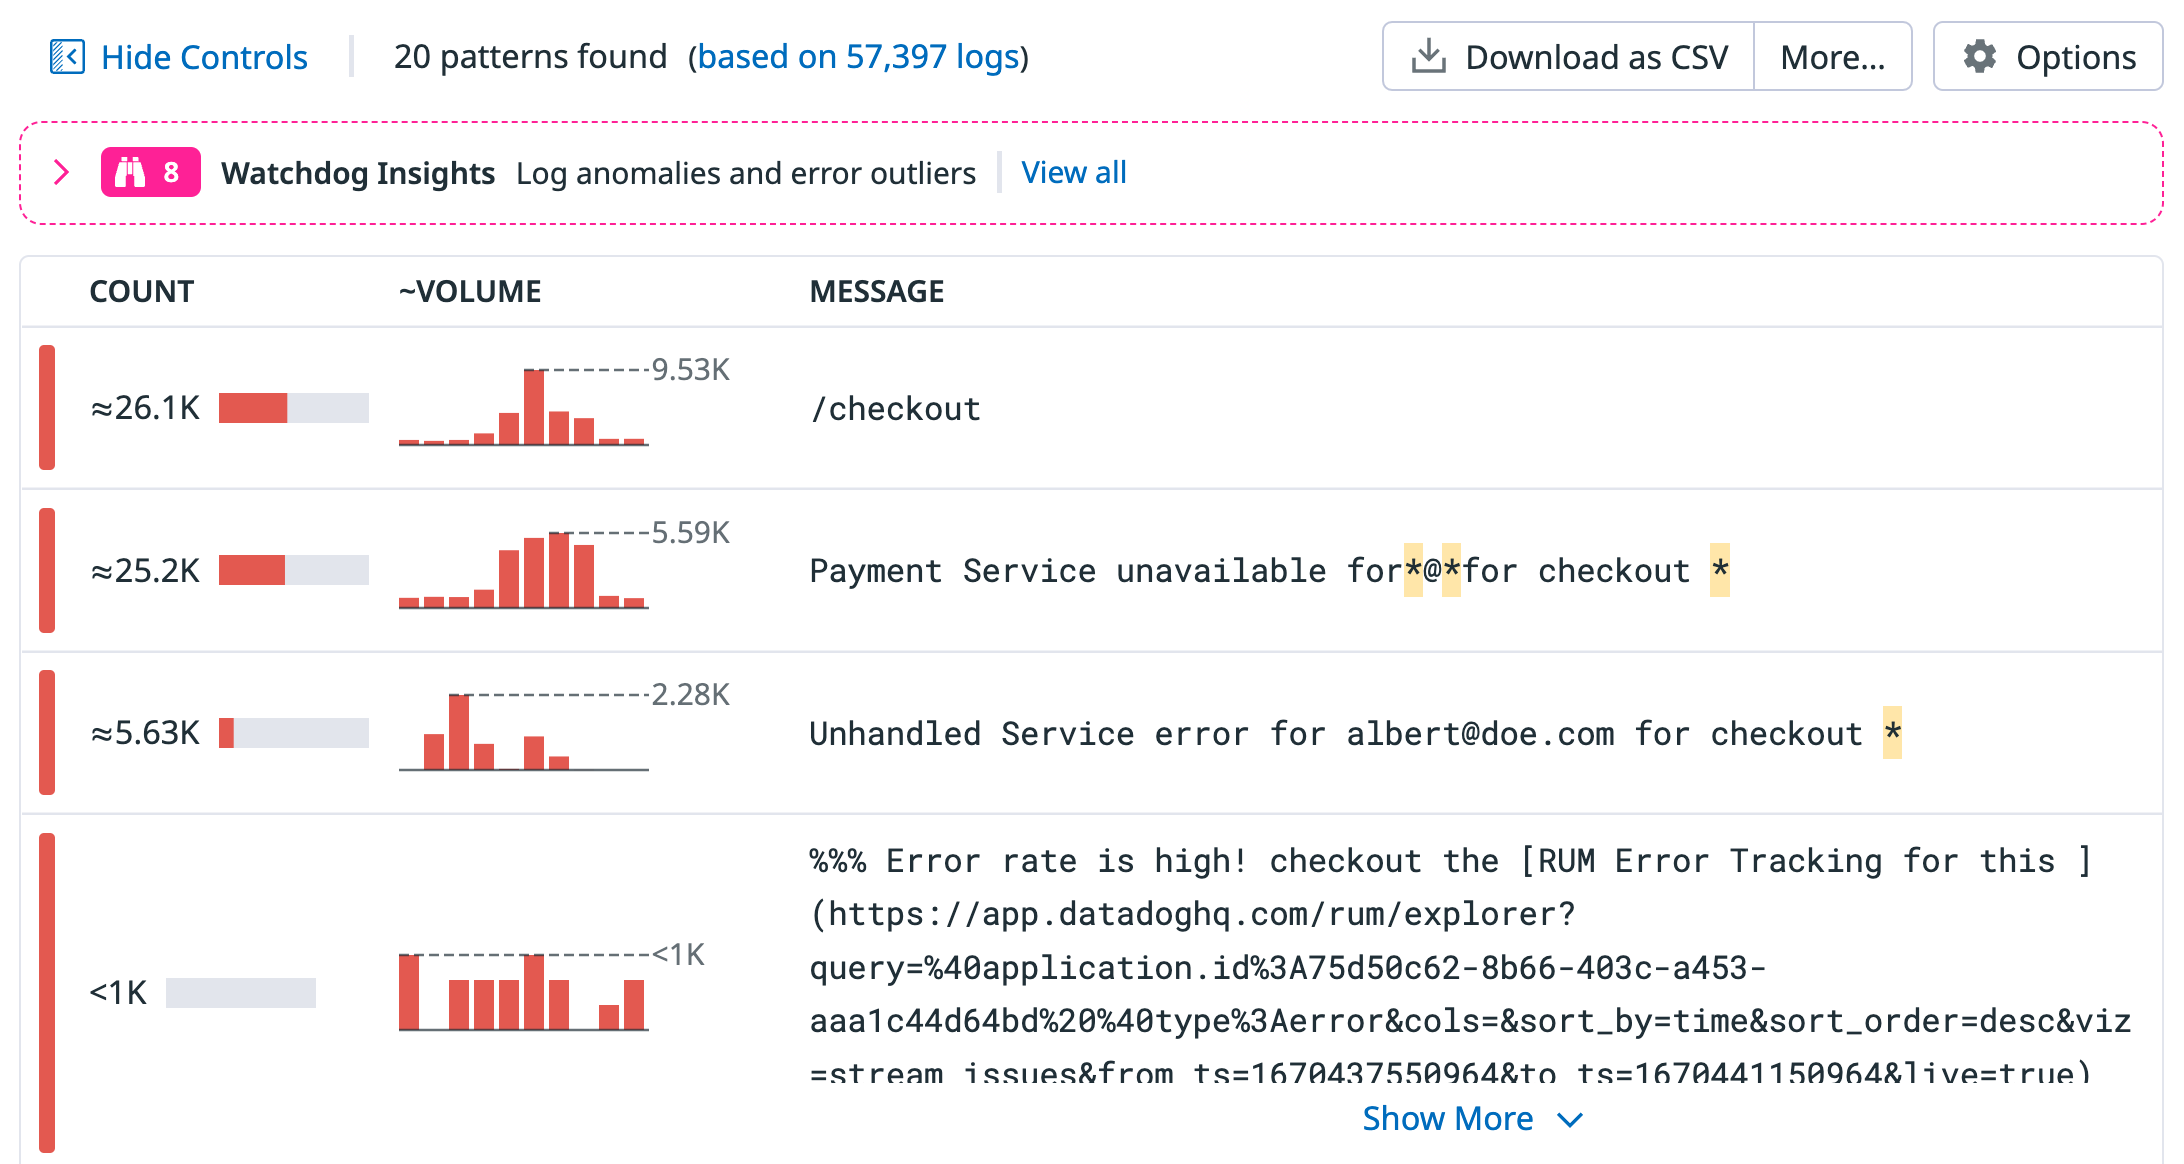 Hide Controls
20 patterns found (based on 57,397 logs)
Download as CSV
More...
Options
8
Watchdog Insights Log anomalies and error outliers
View all
COUNT
~VOLUME
MESSAGE
≈26.1K
9.53K
/checkout
≈25.2K
5.59K
Payment Service unavailable for*@*for checkout *
≈5.63K
2.28K
Unhandled Service error for albert@doe.com for checkout *
<1K
<1K
%%% Error rate is high! checkout the [RUM Error Tracking for this ]
(https://app.datadoghq.com/rum/explorer?
query=%40application.id%3A75d50c62-8b66-403c-a453-
aaa1c44d64bd%20%40type%3Aerror&cols=&sort_by=time&sort_order=desc&viz
=stream_issues&from_ts=1670437550964&to_ts=1670441150964&live=true)
Show More